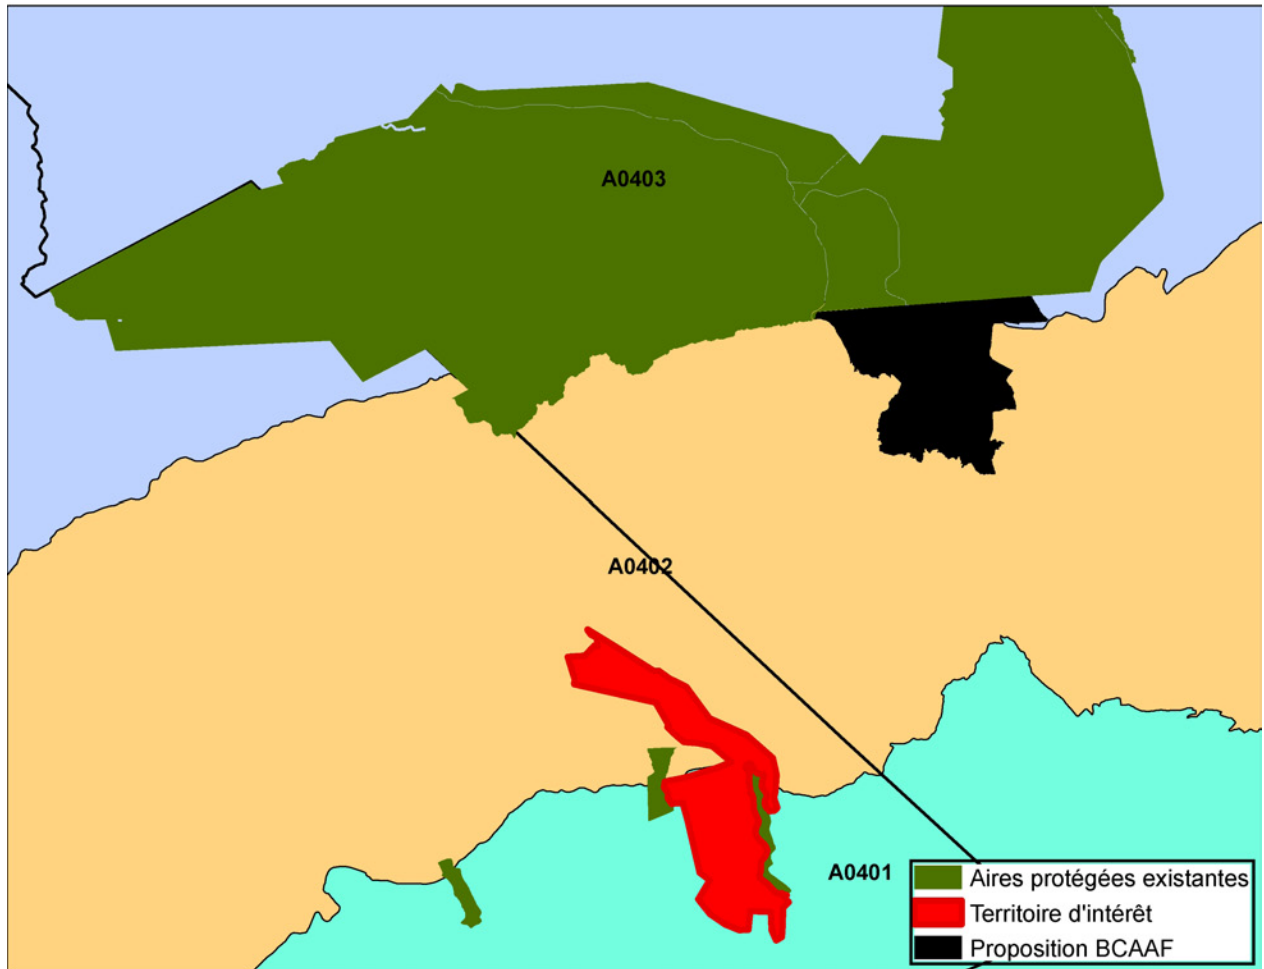 A0403
A0402
A0401
Aires protégées existantes
Territoire d'intérêt
Proposition BCAAF